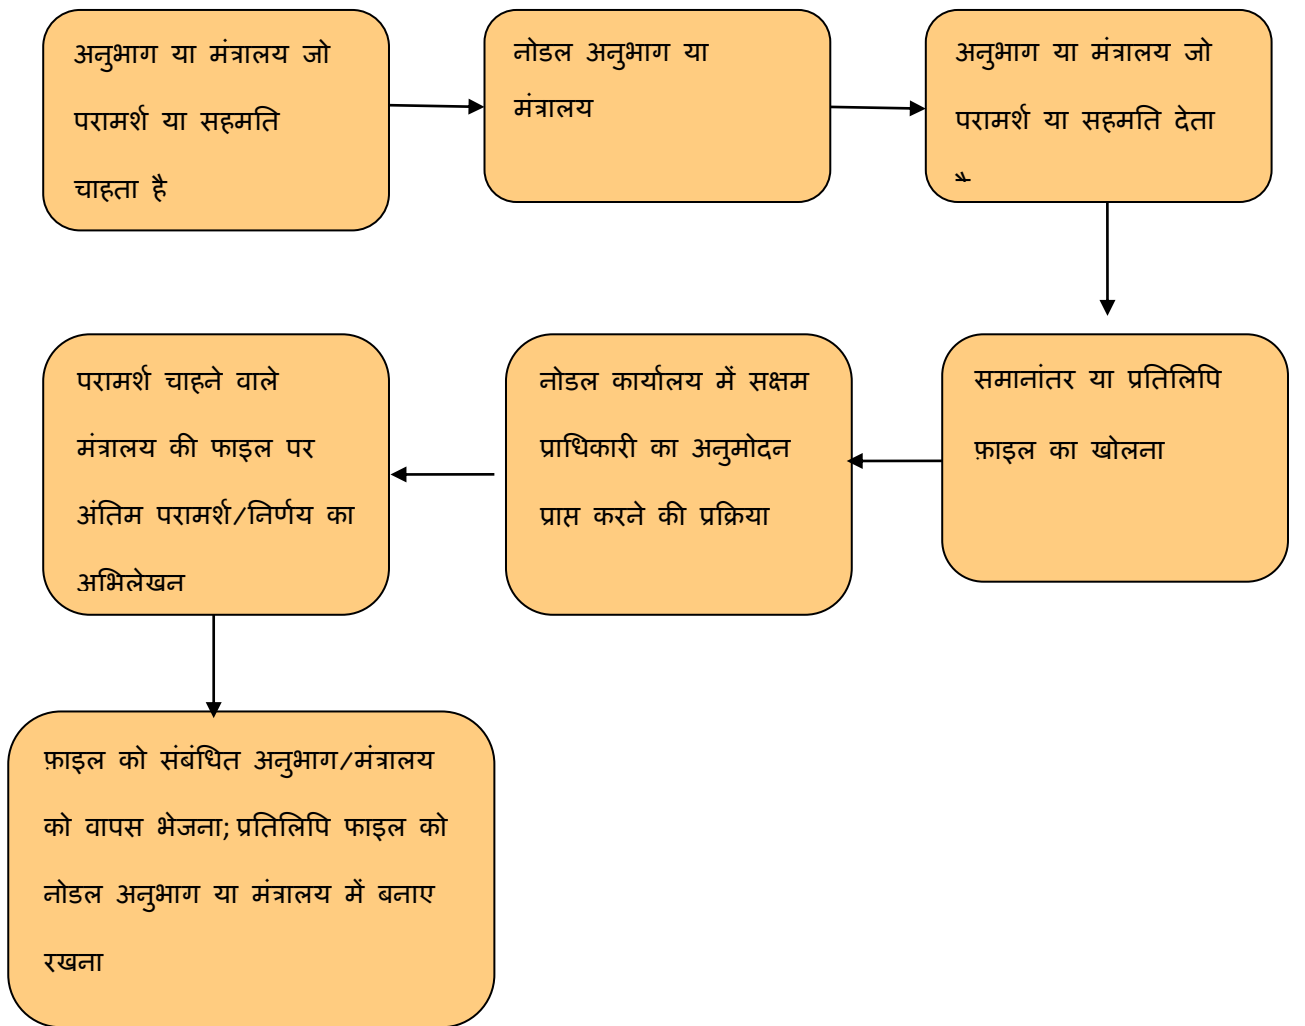 अनुभाग या मंत्रालय जो
परामर्श या सहमति
चाहता है
नोडल अनुभाग या
मंत्रालय
अनुभाग या मंत्रालय जो
परामर्श या सहमति देता
समानांतर या प्रतिलिपि
फ़ाइल का खोलना
नोडल कार्यालय में सक्षम
प्राधिकारी का अनुमोदन
प्राप्त करने की प्रक्रिया
परामर्श चाहने वाले
मंत्रालय की फाइल पर
अंतिम परामर्श/निर्णय का
अभिलेखन
फ़ाइल को संबंधित अनुभाग/मंत्रालय
को वापस भेजना; प्रतिलिपि फाइल को
नोडल अनुभाग या मंत्रालय में बनाए
रखना